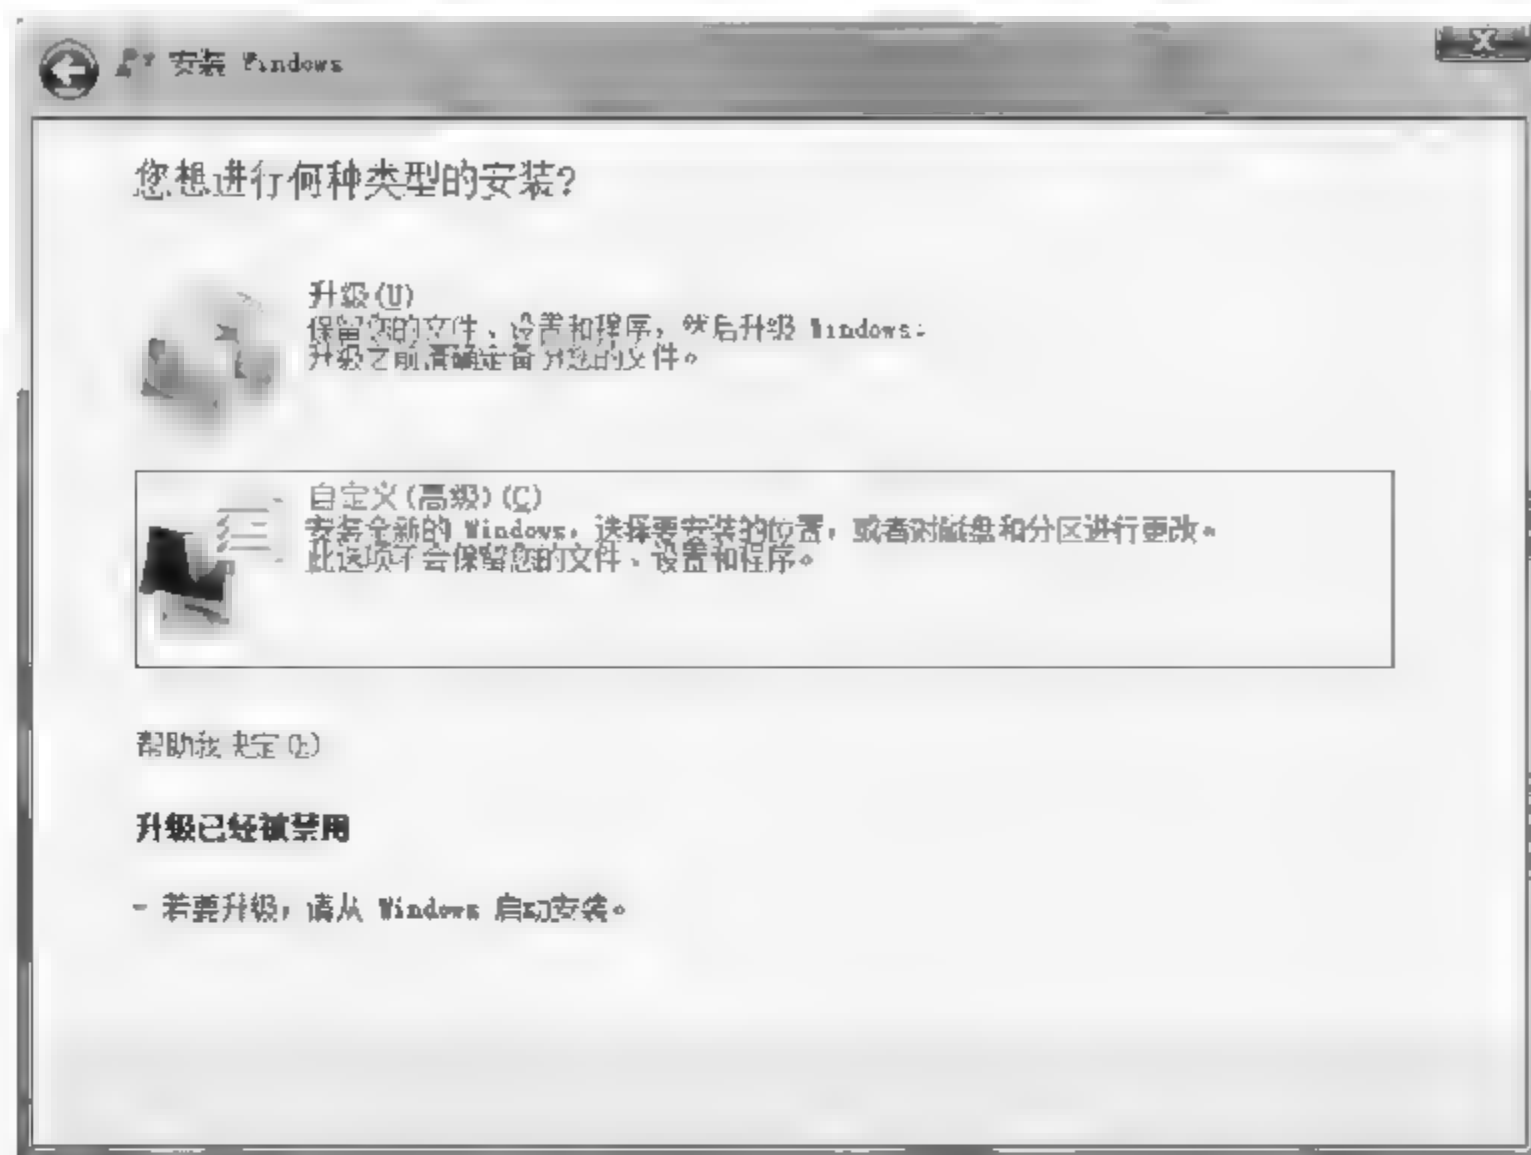 安装 Windows
您想进行何种类型的安装?
升级(U)
保留您的文件、设置和程序，然后升级 Windows。
升级之前请确定备份您的文件。
自定义(高级)(C)
安装全新的 Windows，选择要安装的位置，或者对磁盘和分区进行更改。
此选项不会保留您的文件、设置和程序。
帮助我决定
升级已经被禁用
- 若要升级，请从 Windows 启动安装。